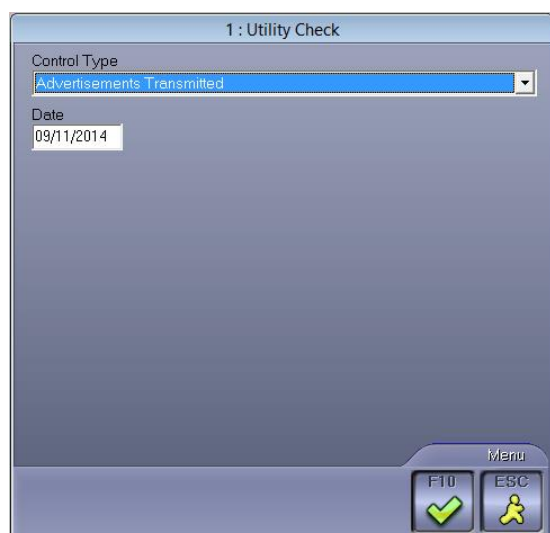 1 : Utility Check
Control Type
Advertisements Transmitted
Date
09/11/2014
Menu
F10 ESC